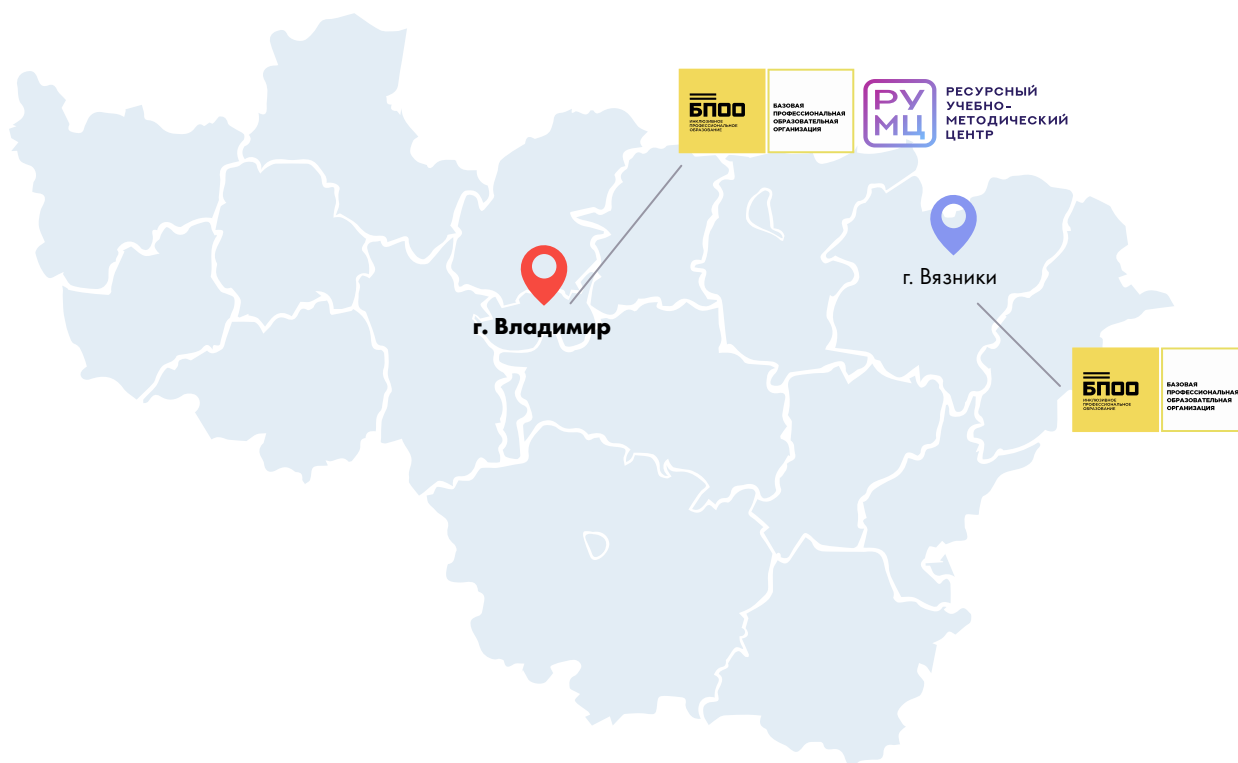 БПОО
ИНКЛЮЗИВНОЕ
ПРОФЕССИОНАЛЬНОЕ
ОБРАЗОВАНИЕ
БАЗОВАЯ
ПРОФЕССИОНАЛЬНАЯ
ОБРАЗОВАТЕЛЬНАЯ
ОРГАНИЗАЦИЯ
РУ
МЦ
РЕСУРСНЫЙ
УЧЕБНО-
МЕТОДИЧЕСКИЙ
ЦЕНТР
г. Вязники
г. Владимир
БПОО
ИНКЛЮЗИВНОЕ
ПРОФЕССИОНАЛЬНОЕ
ОБРАЗОВАНИЕ
БАЗОВАЯ
ПРОФЕССИОНАЛЬНАЯ
ОБРАЗОВАТЕЛЬНАЯ
ОРГАНИЗАЦИЯ